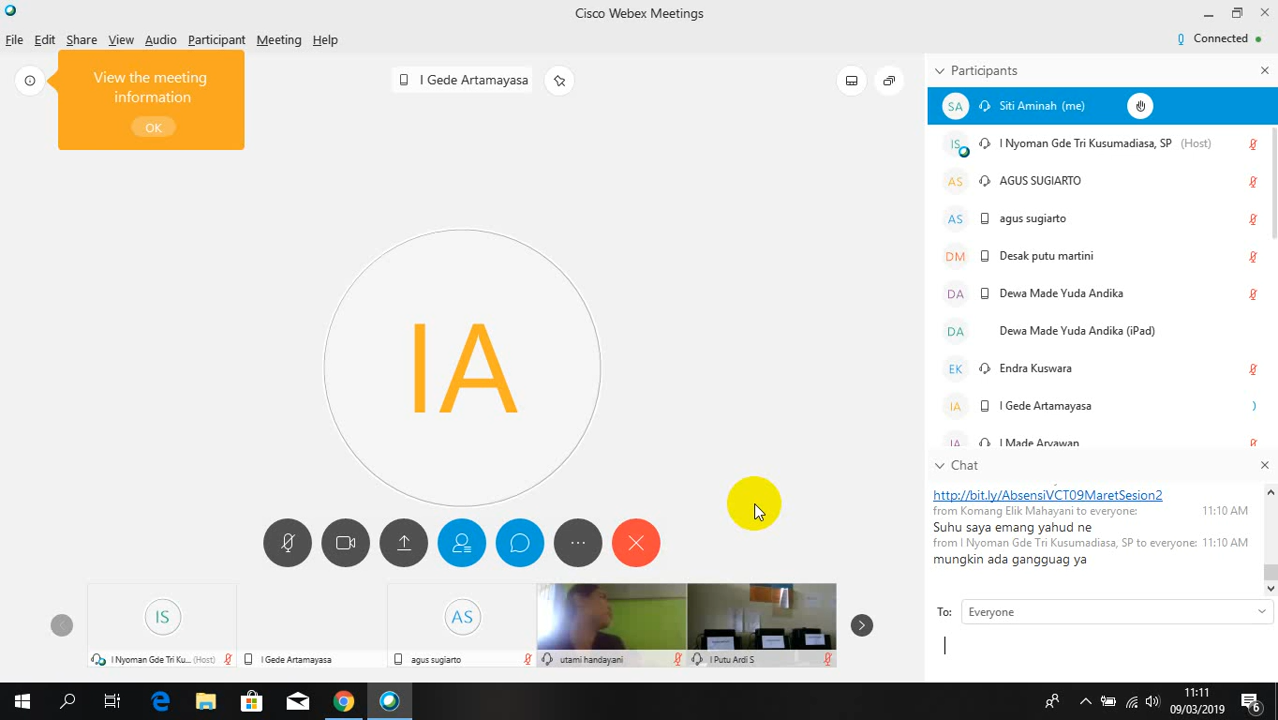 Cisco Webex Meetings
File Edit Share View Audio Participant Meeting Help
Connected
View the meeting
information
OK
I Gede Artamayasa
Participants
SA Siti Aminah (me)
IS I Nyoman Gde Tri Kusumadiasa, SP (Host)
AS AGUS SUGIARTO
AS agus sugiarto
DM Desak putu martini
DA Dewa Made Yuda Andika
DA Dewa Made Yuda Andika (iPad)
EK Endra Kuswara
IA I Gede Artamayasa
IA I Made Aryawan
IA
Chat
http://bit.ly/AbsensiVCT09MaretSesion2
from Komang Elik Mahayani to everyone: 11:10 AM
Suhu saya emang yahud ne
from I Nyoman Gde Tri Kusumadiasa, SP to everyone: 11:10 AM
mungkin ada gangguag ya
To: Everyone
IS
I Nyoman Gde Tri Ku... (Host)
I Gede Artamayasa
AS
agus sugiarto
utami handayani
I Putu Ardi S
11:11
09/03/2019
6